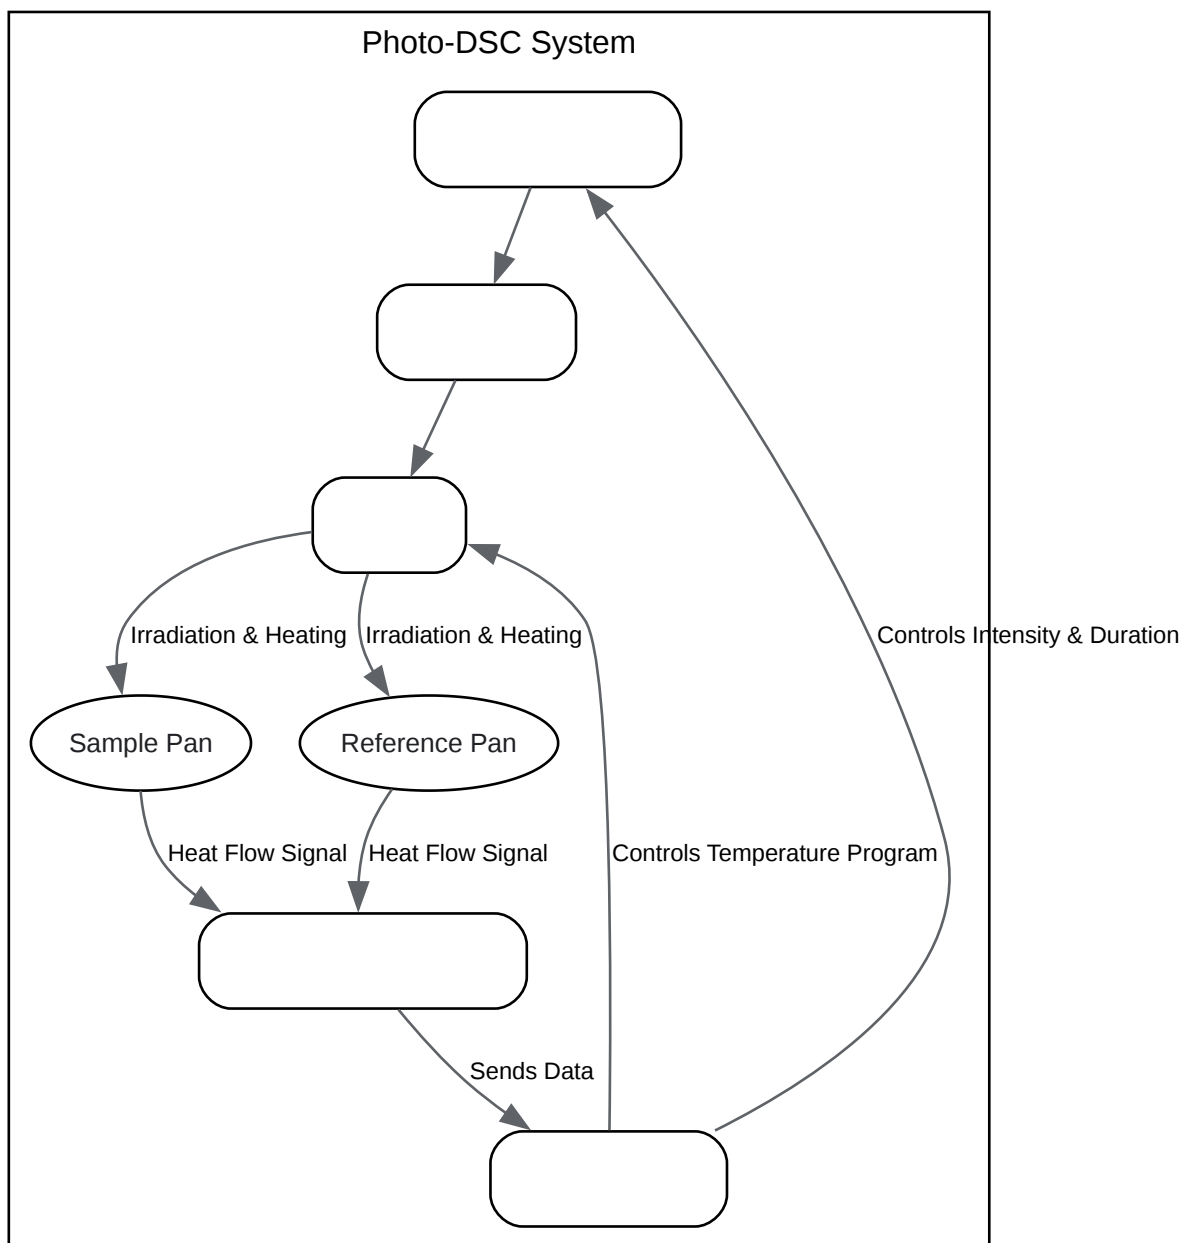 Photo-DSC System
Irradiation & Heating
Irradiation & Heating
Controls Intensity & Duration
Sample Pan
Reference Pan
Heat Flow Signal
Heat Flow Signal
Controls Temperature Program
Sends Data